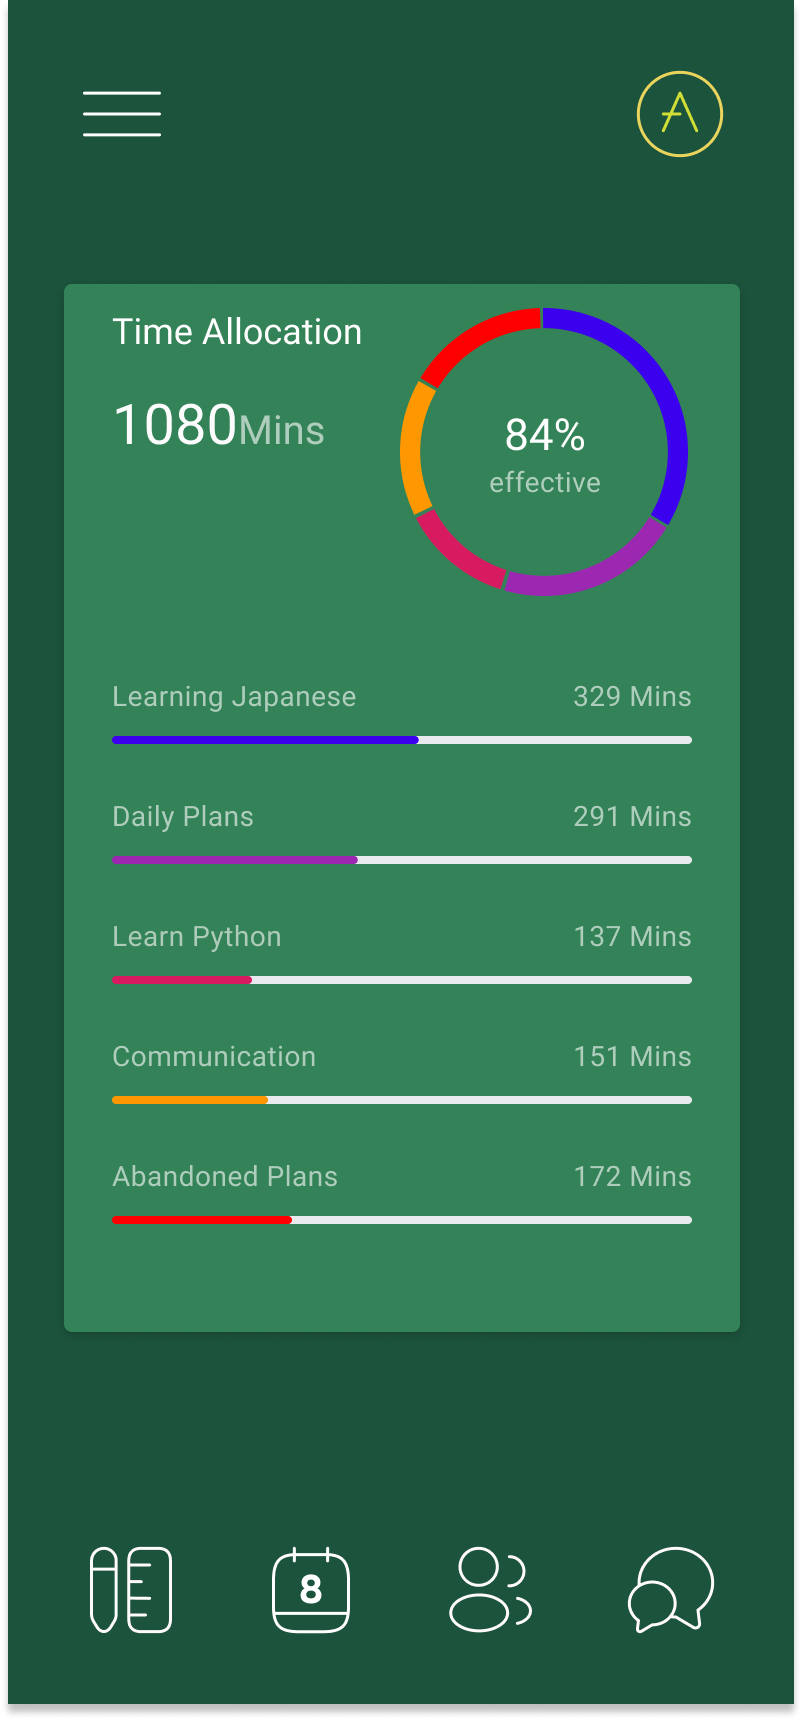 A
Time Allocation
1080Mins
84%
effective
Learning Japanese 329 Mins
Daily Plans 291 Mins
Learn Python 137 Mins
Communication 151 Mins
Abandoned Plans 172 Mins
8